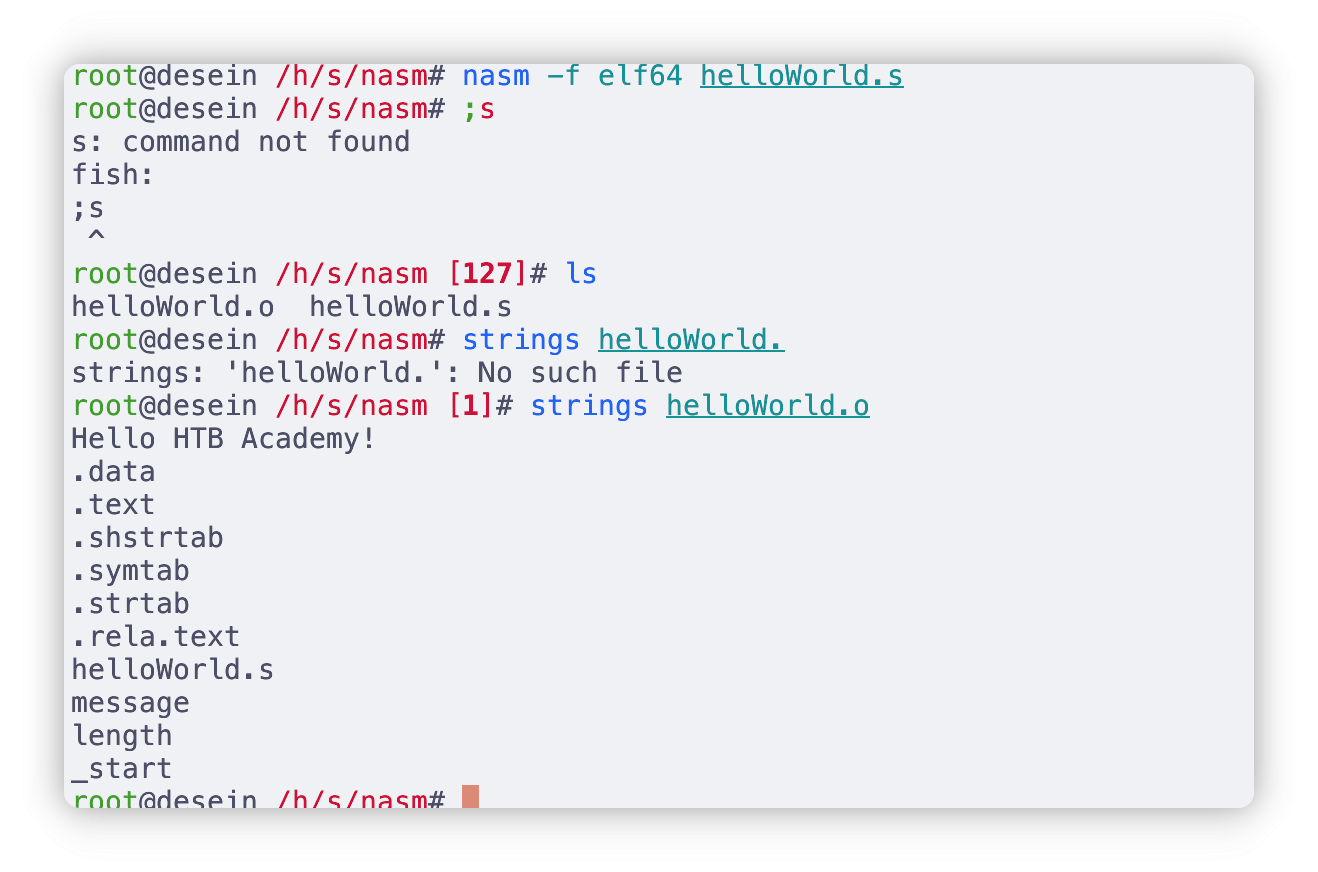 root@desein /h/s/nasm# nasm -f elf64 helloWorld.s
root@desein /h/s/nasm# ;s
s: command not found
fish:
;s
 ^
root@desein /h/s/nasm [127]# ls
helloWorld.o  helloWorld.s
root@desein /h/s/nasm# strings helloWorld.
strings: 'helloWorld.': No such file
root@desein /h/s/nasm [1]# strings helloWorld.o
Hello HTB Academy!
.data
.text
.shstrtab
.symtab
.strtab
.rela.text
helloWorld.s
message
length
_start
root@desein /h/s/nasm#